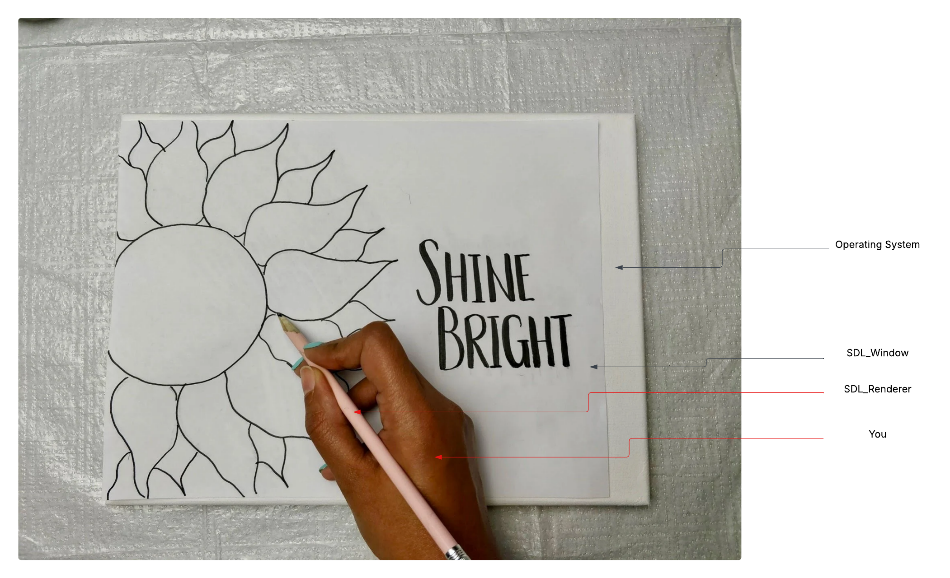 SHINE
BRIGHT
Operating System
SDL_Window
SDL_Renderer
You